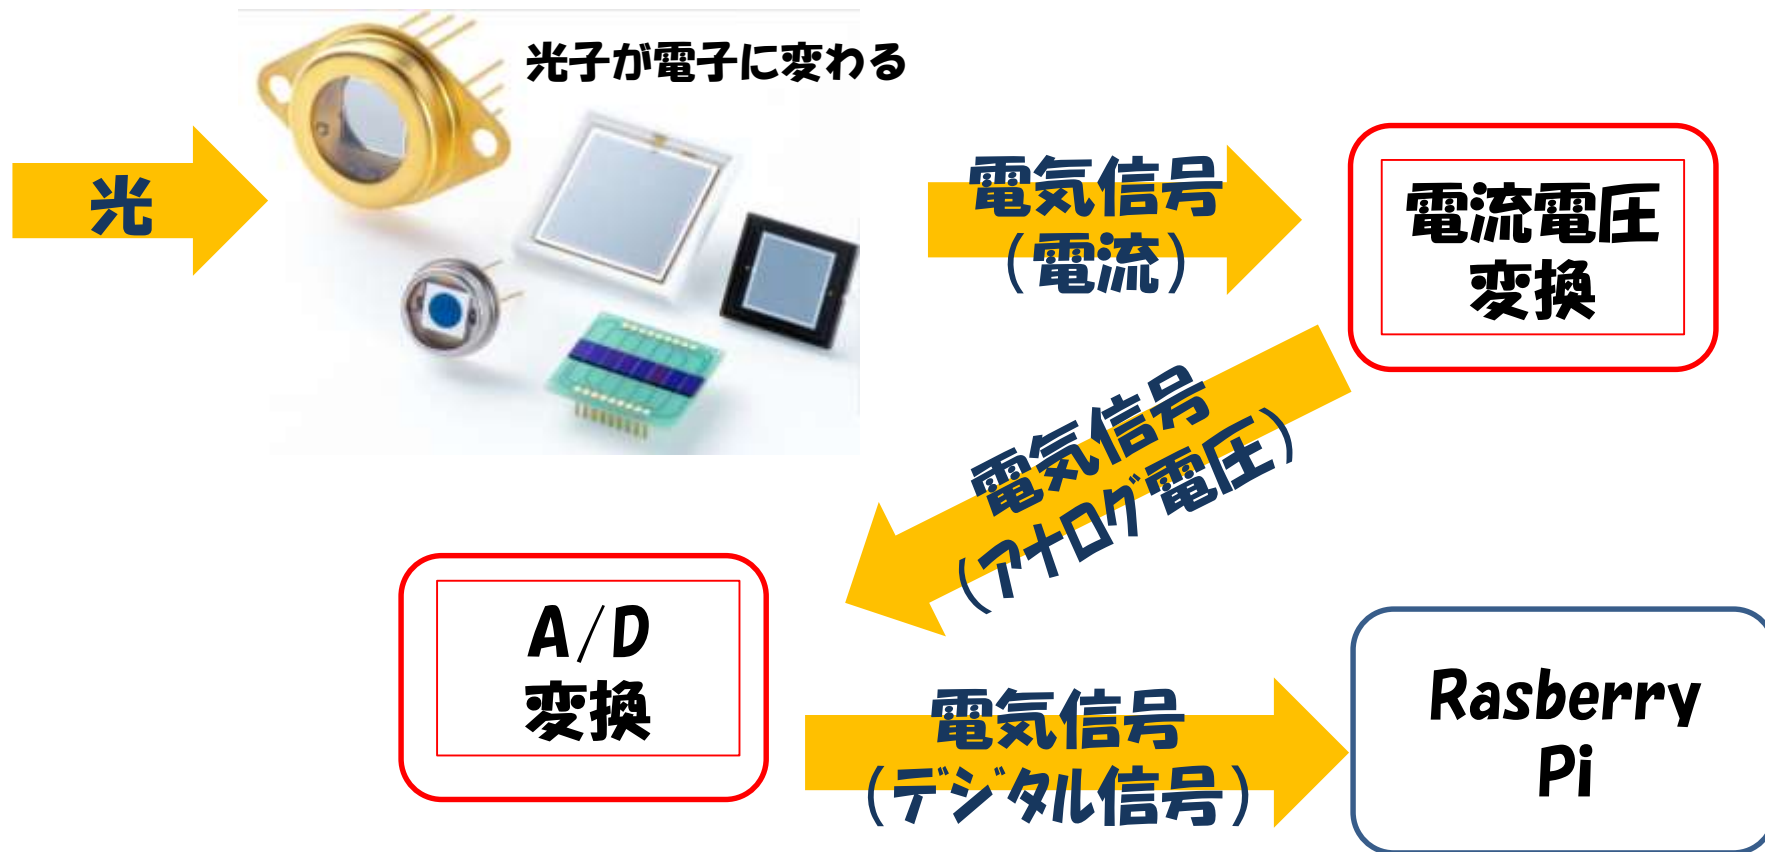 光子が電子に変わる
光
電気信号
(電流)
電流電圧
変換
電気信号
(アナログ電圧)
A/D
変換
電気信号
(デジタル信号)
Rasberry
Pi